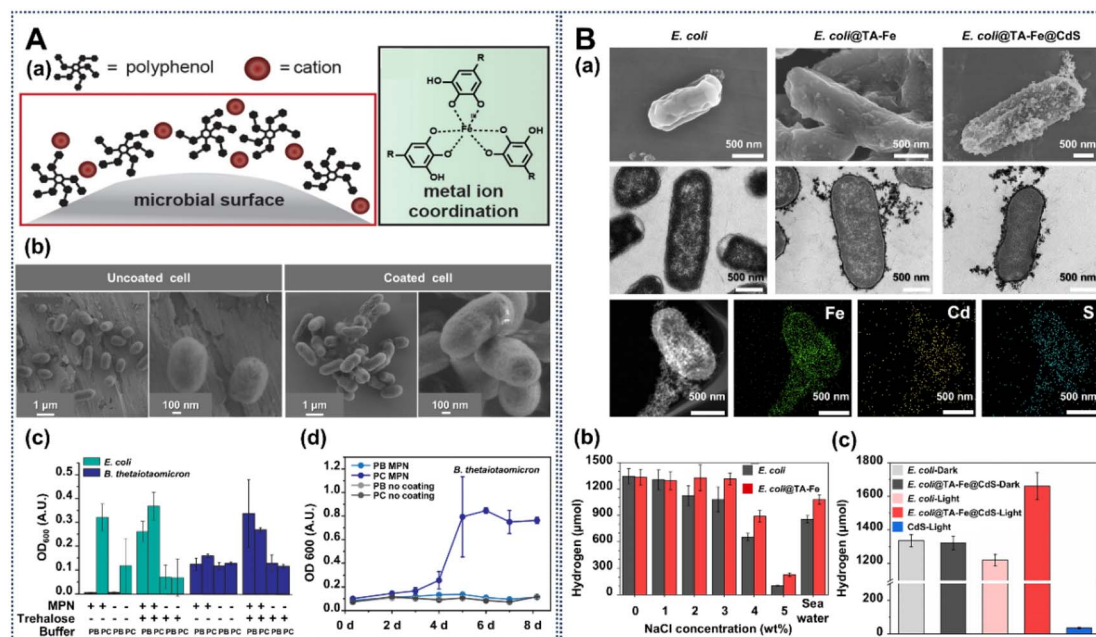 A
(a)
= polyphenol
= cation
microbial surface
R
HO
O
O
Fe
O
O
O
O
R
OH
OH
R
metal ion
coordination
(b)
Uncoated cell
Coated cell
1 µm
100 nm
1 µm
100 nm
(c)
E. coli
B. thetaiotaomicron
OD600 (A.U.)
0.5
0.4
0.3
0.2
0.1
0.0
MPN + + - - + + - - + + - - + + - -
Trehalose - - - - + + + + - - - - + + + +
Buffer PB PC PB PC PB PC PB PC PB PC PB PC PB PC PB PC
(d)
PB MPN
PC MPN
PB no coating
PC no coating
B. thetaiotaomicron
OD 600 (A.U.)
1.2
1.0
0.8
0.6
0.4
0.2
0.0
0 d 2 d 4 d 6 d 8 d
B
(a)
E. coli
E. coli@TA-Fe
E. coli@TA-Fe@CdS
500 nm
500 nm
500 nm
500 nm
500 nm
500 nm
Fe
Cd
S
500 nm
500 nm
500 nm
500 nm
(b)
E. coli
E. coli@TA-Fe
Hydrogen (µmol)
1500
1200
900
600
300
0
0 1 2 3 4 5 Sea
water
NaCl concentration (wt%)
(c)
E. coli-Dark
E. coli@TA-Fe@CdS-Dark
E. coli-Light
E. coli@TA-Fe@CdS-Light
CdS-Light
Hydrogen (µmol)
1800
1600
1400
1200
50
0